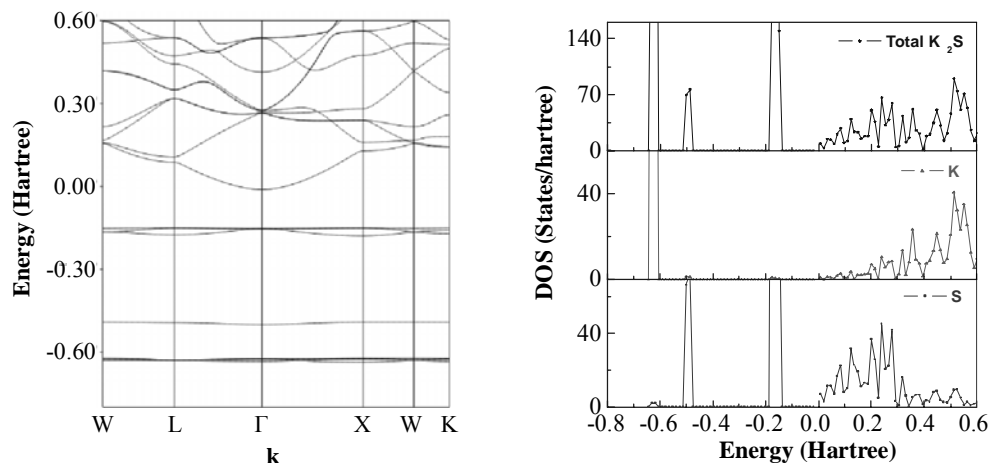 0.60
0.30
0.00
-0.30
-0.60
Energy (Hartree)
W L Γ X W K
k
140
70
0
Total K 2S
40
0
K
40
0
S
DOS (States/hartree)
-0.8 -0.6 -0.4 -0.2 0.0 0.2 0.4 0.6
Energy (Hartree)